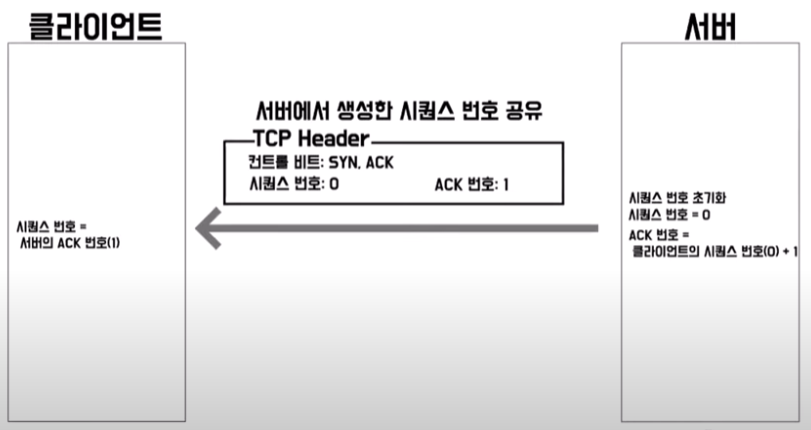 클라이언트
서버
서버에서 생성한 시퀀스 번호 공유
TCP Header
컨트롤 비트: SYN, ACK
시퀀스 번호: 0 ACK 번호: 1
시퀀스 번호 초기화
시퀀스 번호 = 0
ACK 번호 =
클라이언트의 시퀀스 번호(0) + 1
시퀀스 번호 =
서버의 ACK 번호(1)